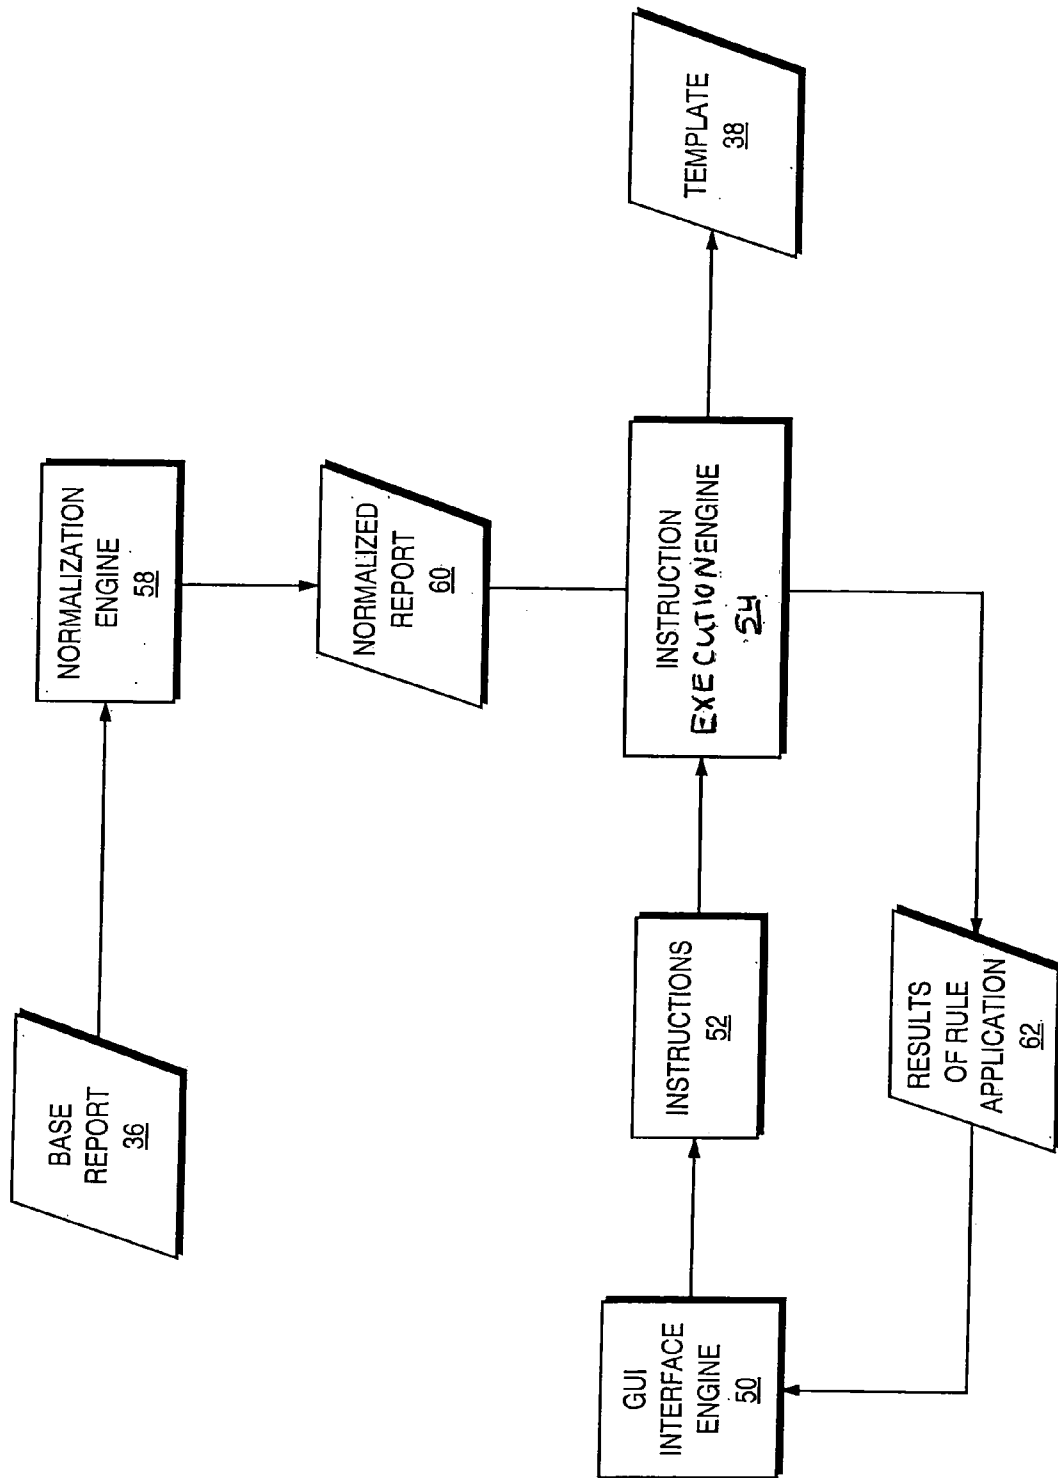 BASE
REPORT
36
NORMALIZATION
ENGINE
58
NORMALIZED
REPORT
60
GUI
INTERFACE
ENGINE
50
INSTRUCTIONS
52
INSTRUCTION
EXECUTION ENGINE
54
TEMPLATE
38
RESULTS
OF RULE
APPLICATION
62